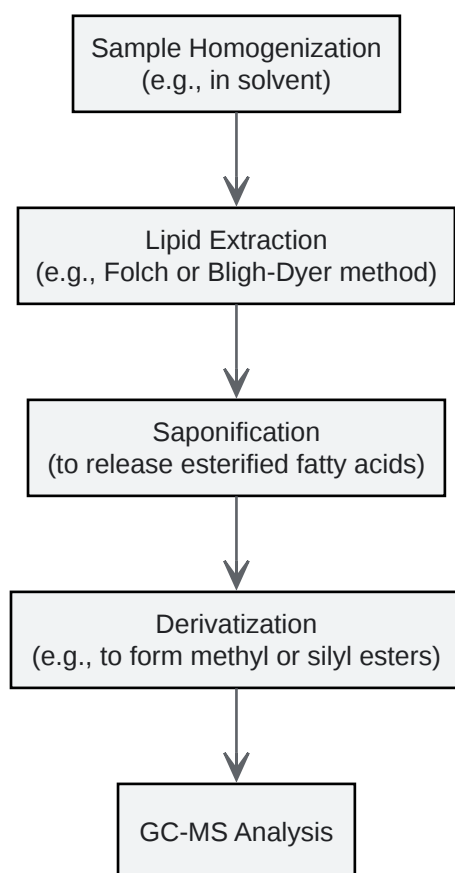 Sample Homogenization
(e.g., in solvent)
Lipid Extraction
(e.g., Folch or Bligh-Dyer method)
Saponification
(to release esterified fatty acids)
Derivatization
(e.g., to form methyl or silyl esters)
GC-MS Analysis